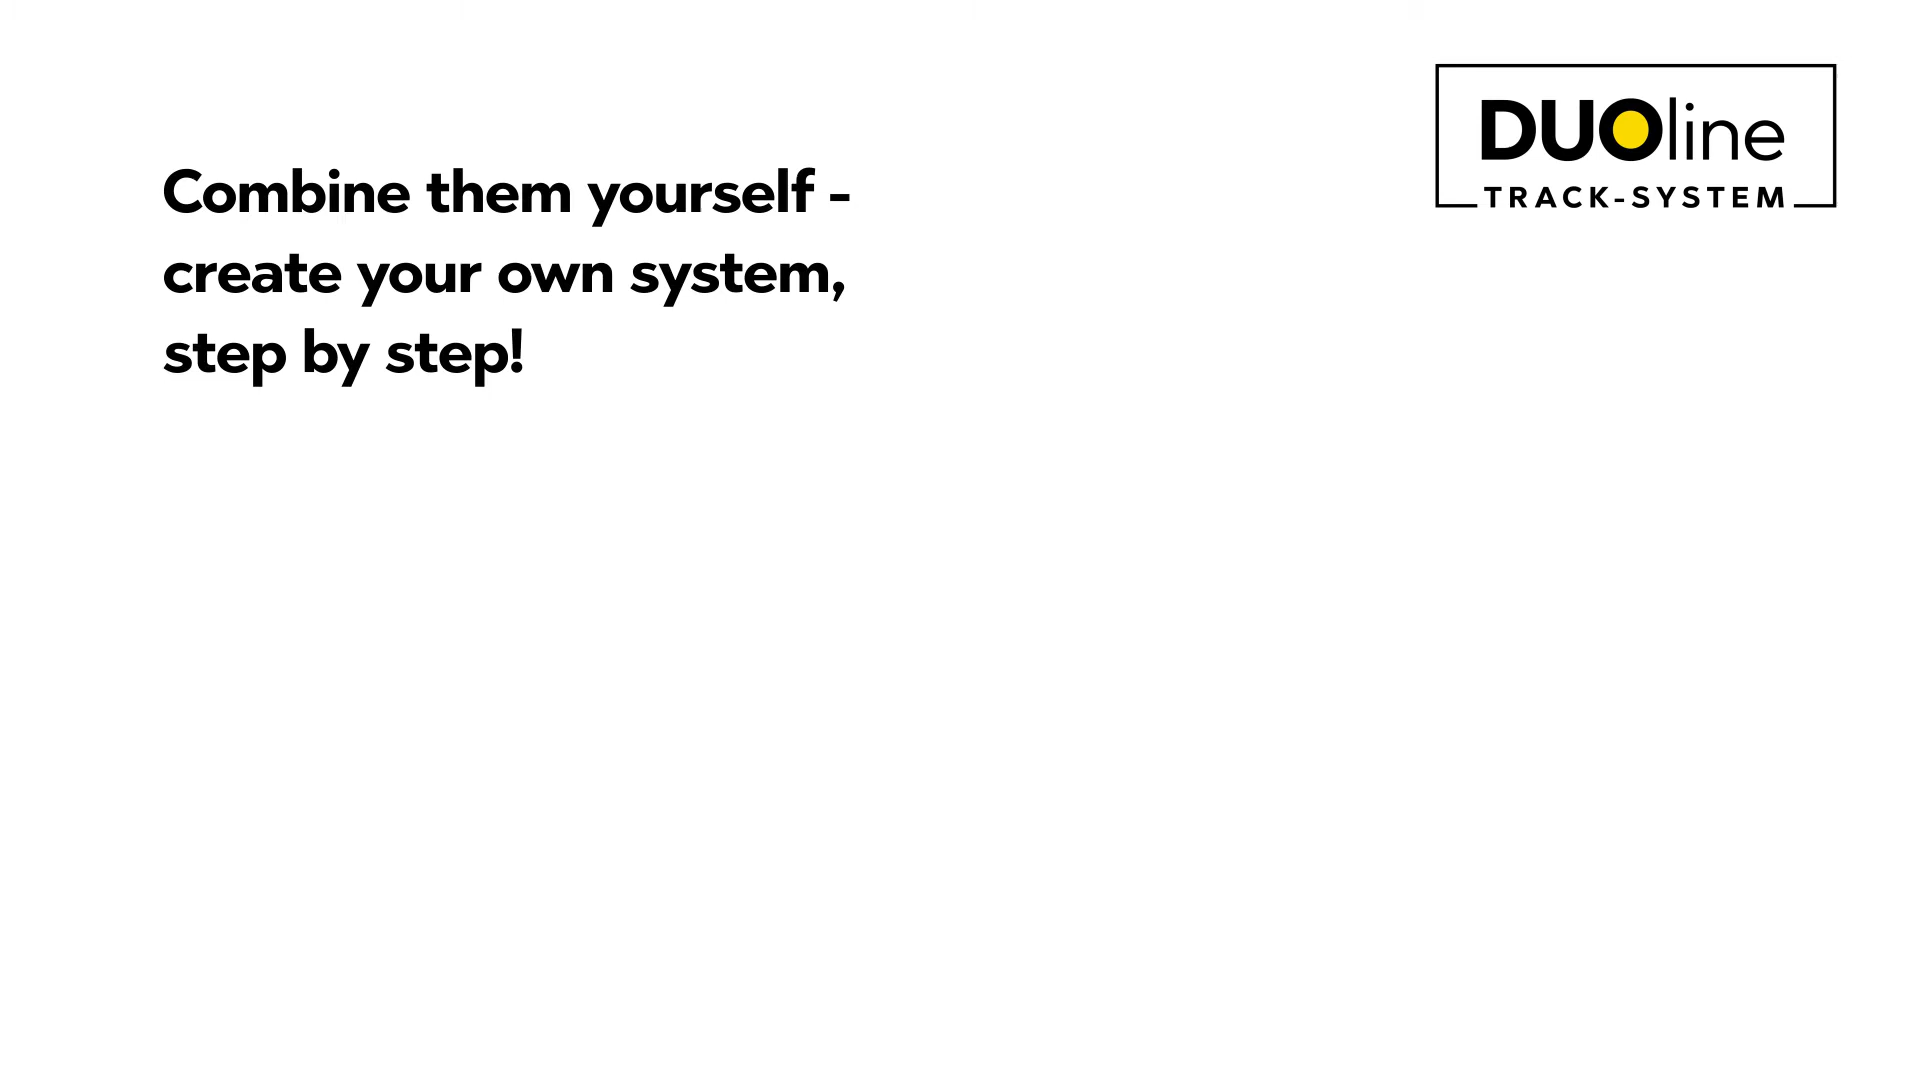 Combine them yourself -
create your own system,
step by step!
DUOline
TRACK-SYSTEM